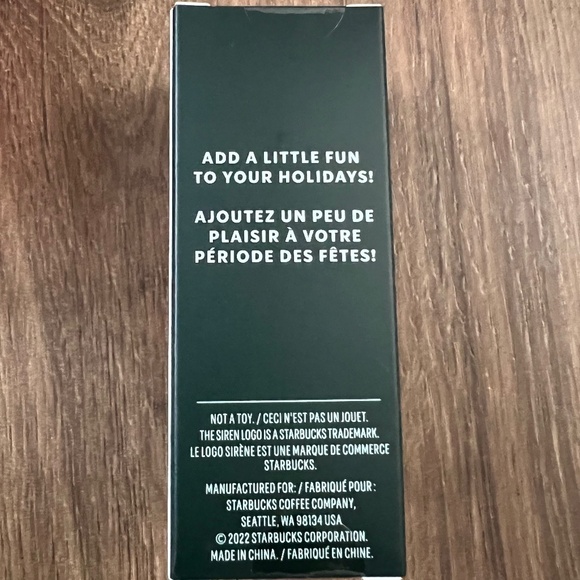 ADD A LITTLE FUN
TO YOUR HOLIDAYS!
AJOUTEZ UN PEU DE
PLAISIR À VOTRE
PÉRIODE DES FÊTES!
NOT A TOY. / CECI N'EST PAS UN JOUET.
THE SIREN LOGO IS A STARBUCKS TRADEMARK.
LE LOGO SIRÈNE EST UNE MARQUE DE COMMERCE
STARBUCKS.
MANUFACTURED FOR: / FABRIQUÉ POUR :
STARBUCKS COFFEE COMPANY,
SEATTLE, WA 98134 USA
© 2022 STARBUCKS CORPORATION.
MADE IN CHINA. / FABRIQUÉ EN CHINE.